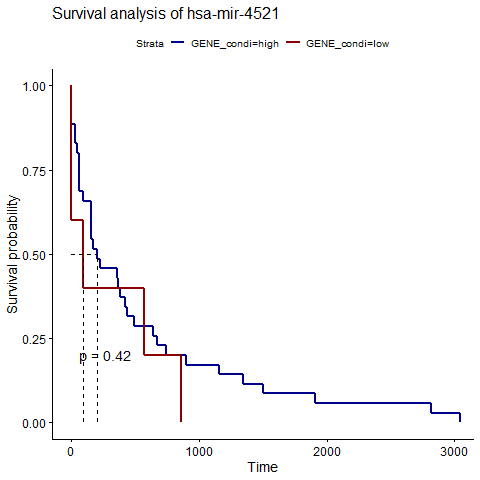 Survival analysis of hsa-mir-4521
Strata GENE_condi=high GENE_condi=low
Survival probability
1.00
0.75
0.50
0.25
0.00
p = 0.42
0 1000 2000 3000
Time